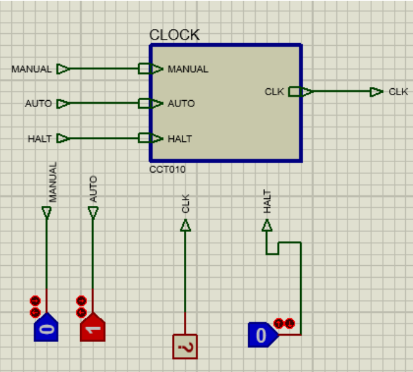 CLOCK
MANUAL
MANUAL
AUTO
AUTO
HALT
HALT
CLK
CLK
CCT010
MANUAL
AUTO
CLK
HALT
0
1
?
0